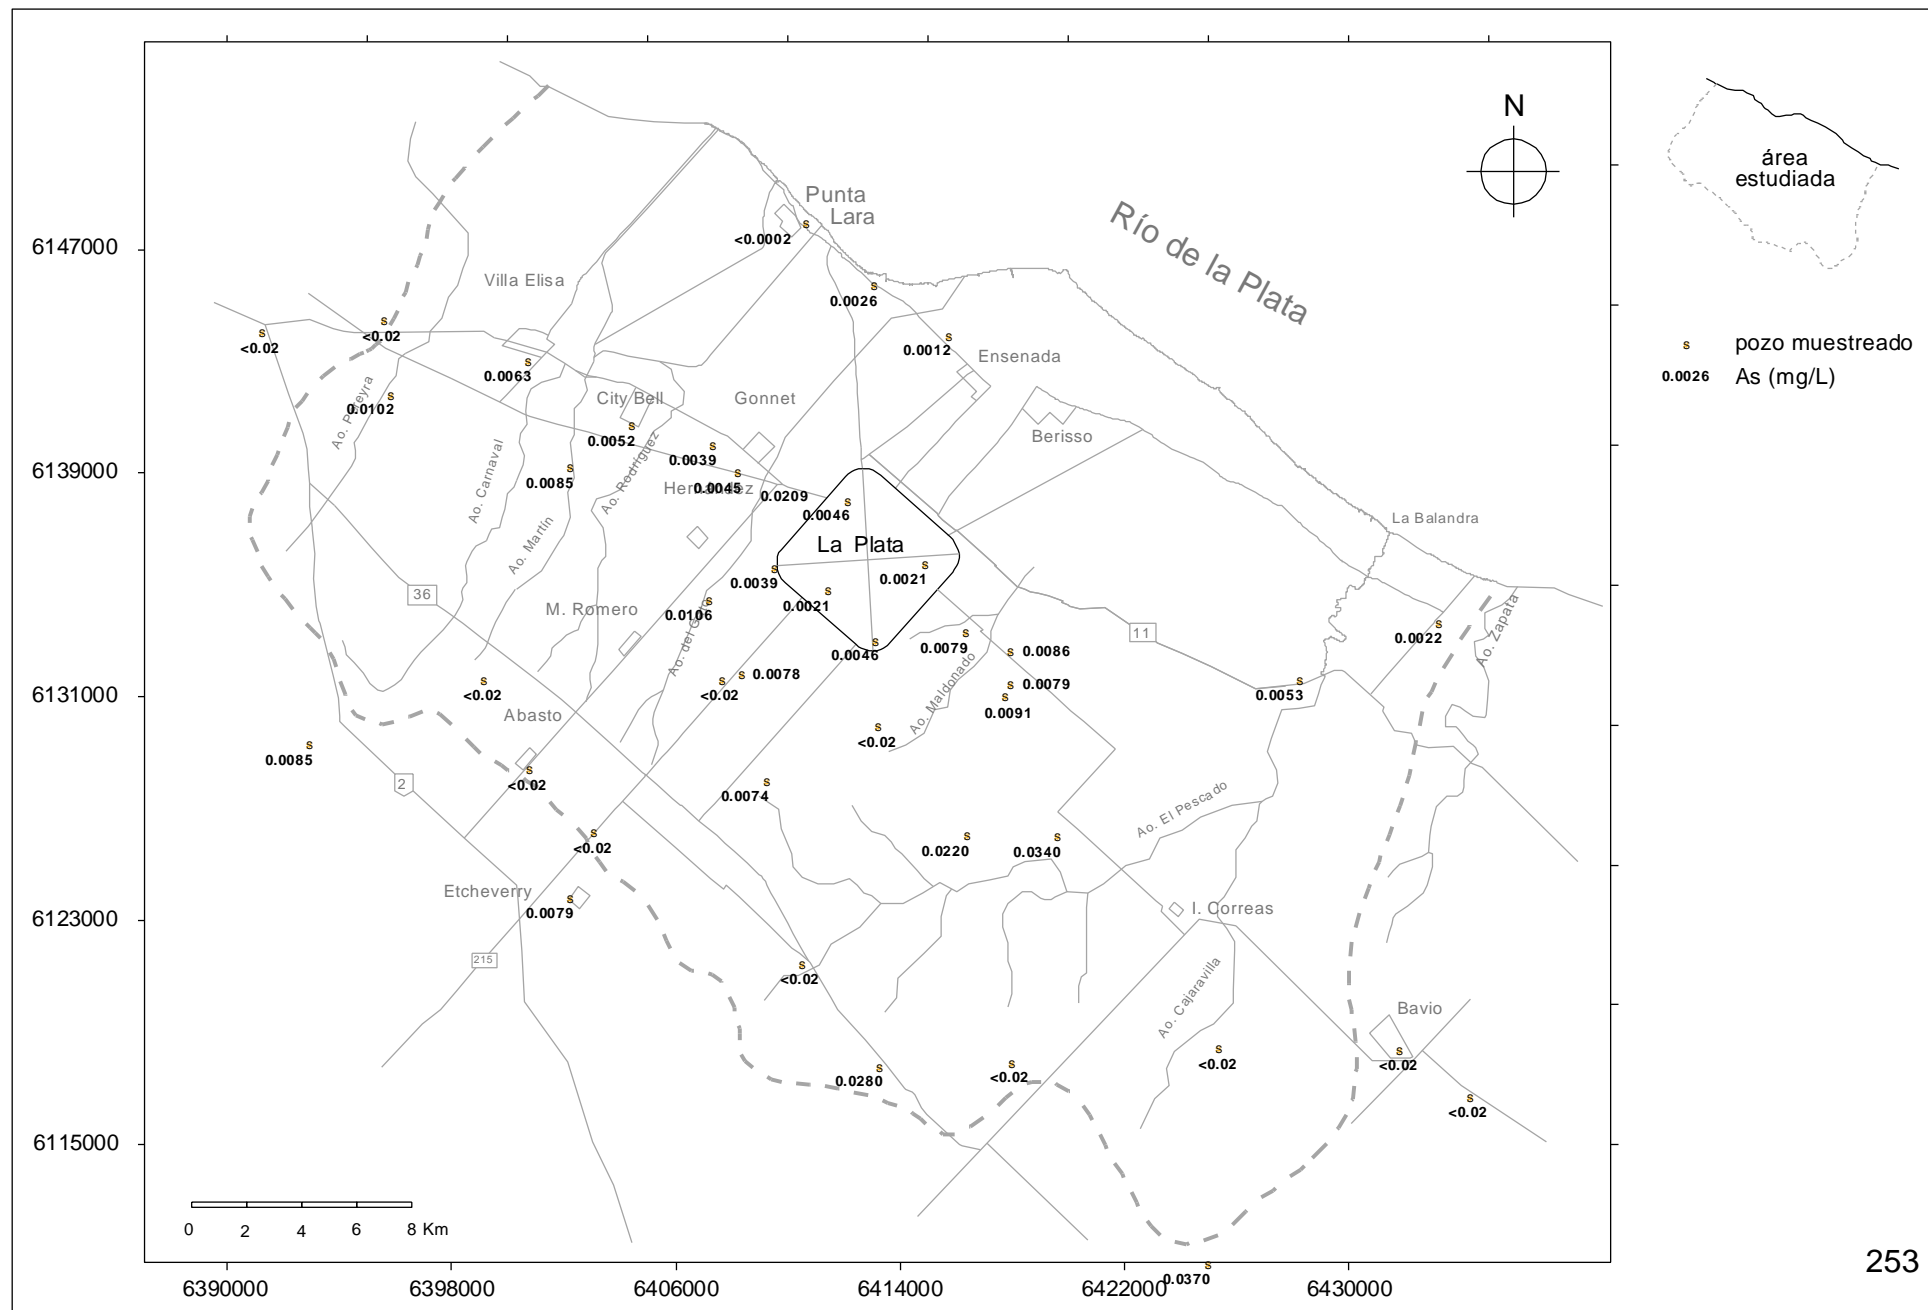 N
Punta
Lara
Río de la Plata
área
estudiada
<0.0002
6147000
Villa Elisa
0.0026
<0.02
<0.02
0.0012
Ensenada
pozo muestreado
0.0026 As (mg/L)
0.0063
Ao. Pereyra
0.0102
City Bell
Gonnet
0.0052
Berisso
0.0039
6139000
Ao. Carnaval
0.0085
Ao. Rodríguez
Hernández
0.0045
0.0209
0.0046
La Balandra
Ao. Martín
La Plata
0.0039
0.0021
36
M. Romero
0.0106
0.0021
Ao. del Gato
11
0.0022
Ao. Zapata
0.0046
0.0079
0.0086
6131000
<0.02
<0.02
0.0078
Ao. Maldonado
0.0079
0.0053
0.0091
Abasto
<0.02
0.0085
2
<0.02
0.0074
Ao. El Pescado
<0.02
0.0220
0.0340
Etcheverry
0.0079
6123000
I. Correas
215
<0.02
Ao. Cajaravilla
Bavio
0.0280
<0.02
<0.02
<0.02
<0.02
6115000
0 2 4 6 8 Km
253
0.0370
6390000 6398000 6406000 6414000 6422000 6430000